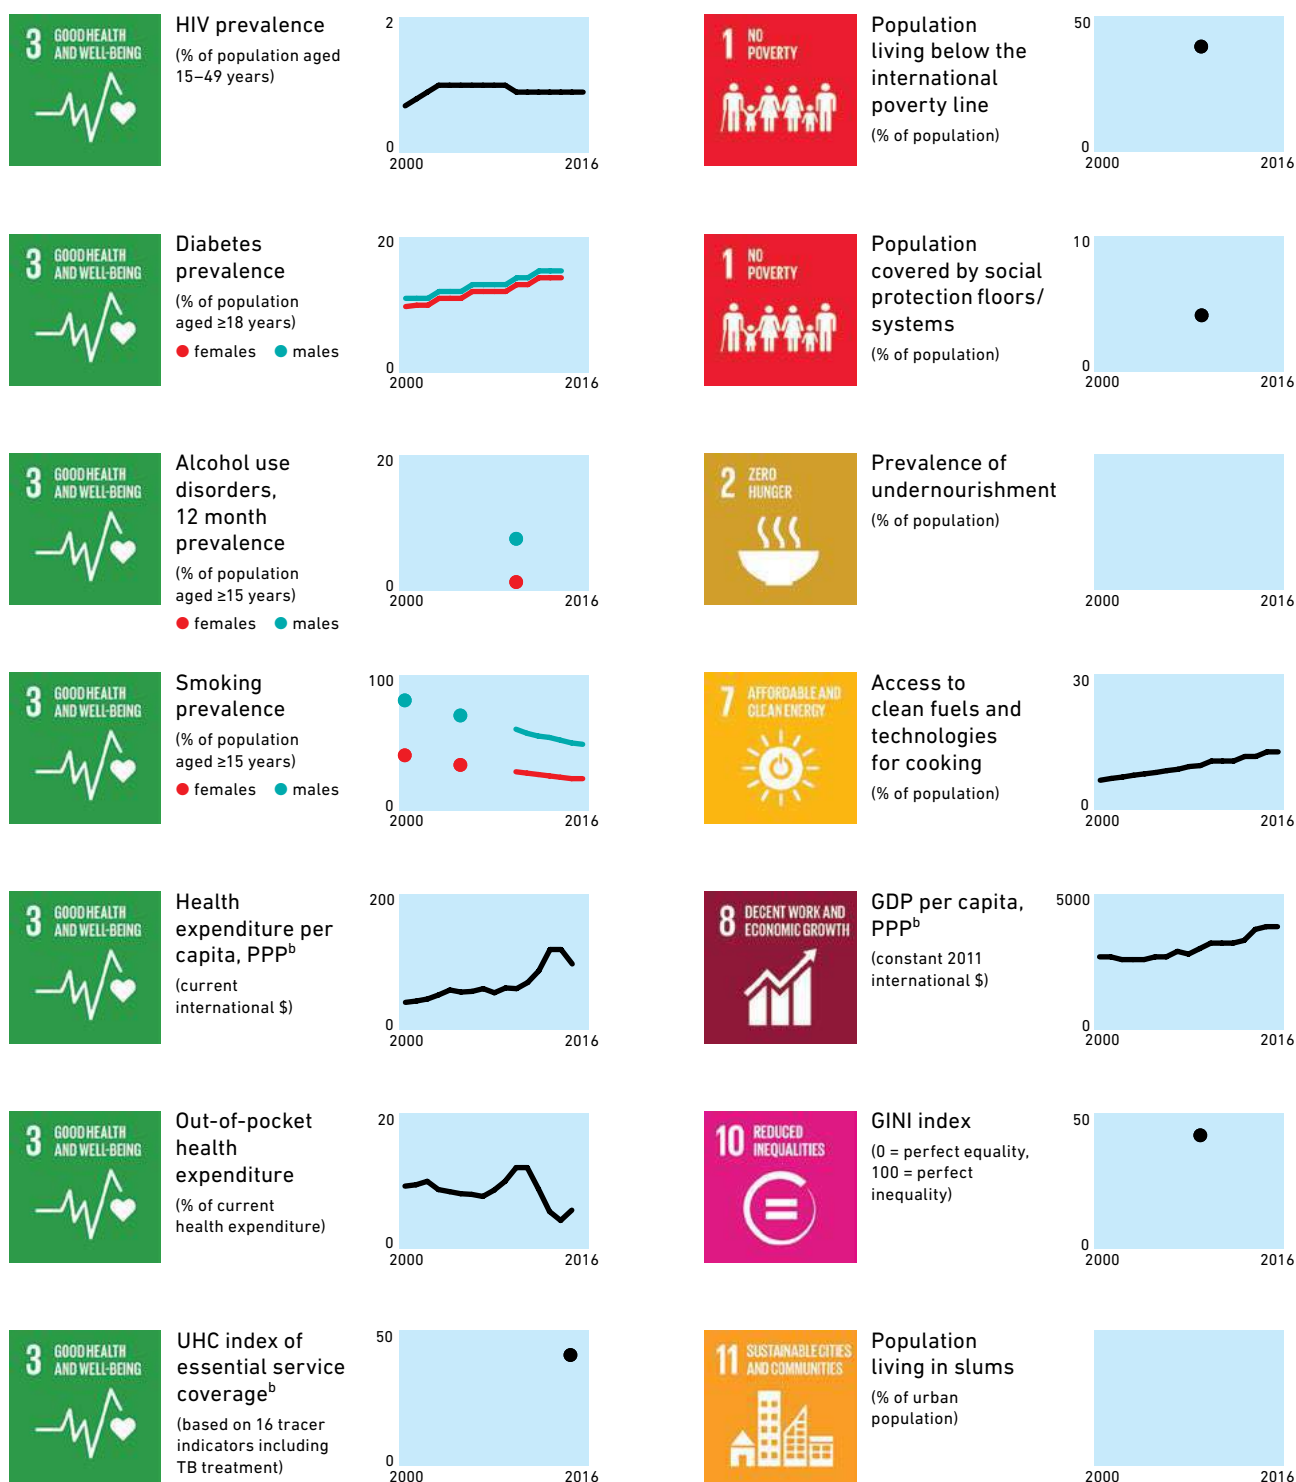 3 GOOD HEALTH
AND WELL-BEING
HIV prevalence
(% of population aged
15–49 years)
2
0
2000 2016
1 NO
POVERTY
Population
living below the
international
poverty line
(% of population)
50
0
2000 2016
3 GOOD HEALTH
AND WELL-BEING
Diabetes
prevalence
(% of population
aged ≥18 years)
females males
20
0
2000 2016
1 NO
POVERTY
Population
covered by social
protection floors/
systems
(% of population)
10
0
2000 2016
3 GOOD HEALTH
AND WELL-BEING
Alcohol use
disorders,
12 month
prevalence
(% of population
aged ≥15 years)
females males
20
0
2000 2016
2 ZERO
HUNGER
Prevalence of
undernourishment
(% of population)
2000 2016
3 GOOD HEALTH
AND WELL-BEING
Smoking
prevalence
(% of population
aged ≥15 years)
females males
100
0
2000 2016
7 AFFORDABLE AND
CLEAN ENERGY
Access to
clean fuels and
technologies
for cooking
(% of population)
30
0
2000 2016
3 GOOD HEALTH
AND WELL-BEING
Health
expenditure per
capita, PPPᵇ
(current
international $)
200
0
2000 2016
8 DECENT WORK AND
ECONOMIC GROWTH
GDP per capita,
PPPᵇ
(constant 2011
international $)
5000
0
2000 2016
3 GOOD HEALTH
AND WELL-BEING
Out-of-pocket
health
expenditure
(% of current
health expenditure)
20
0
2000 2016
10 REDUCED
INEQUALITIES
GINI index
(0 = perfect equality,
100 = perfect
inequality)
50
0
2000 2016
3 GOOD HEALTH
AND WELL-BEING
UHC index of
essential service
coverageᵇ
(based on 16 tracer
indicators including
TB treatment)
50
0
2000 2016
11 SUSTAINABLE CITIES
AND COMMUNITIES
Population
living in slums
(% of urban
population)
2000 2016